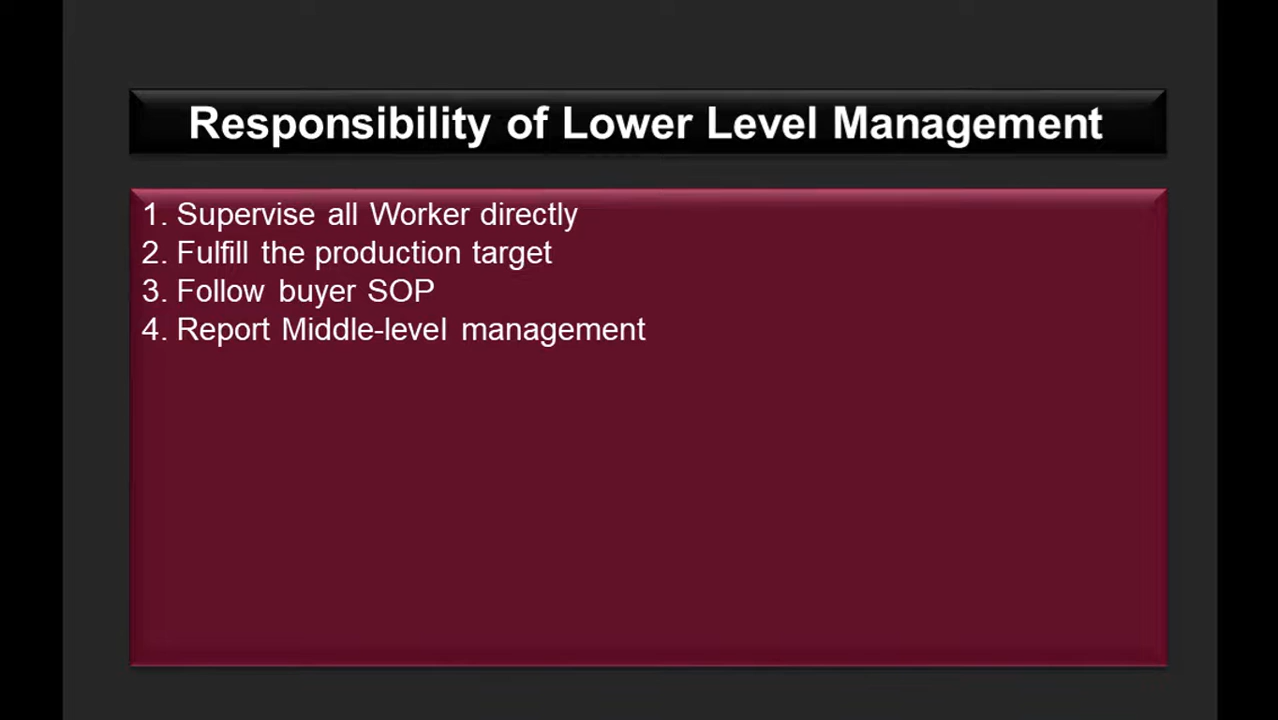 Responsibility of Lower Level Management
1. Supervise all Worker directly
2. Fulfill the production target
3. Follow buyer SOP
4. Report Middle-level management